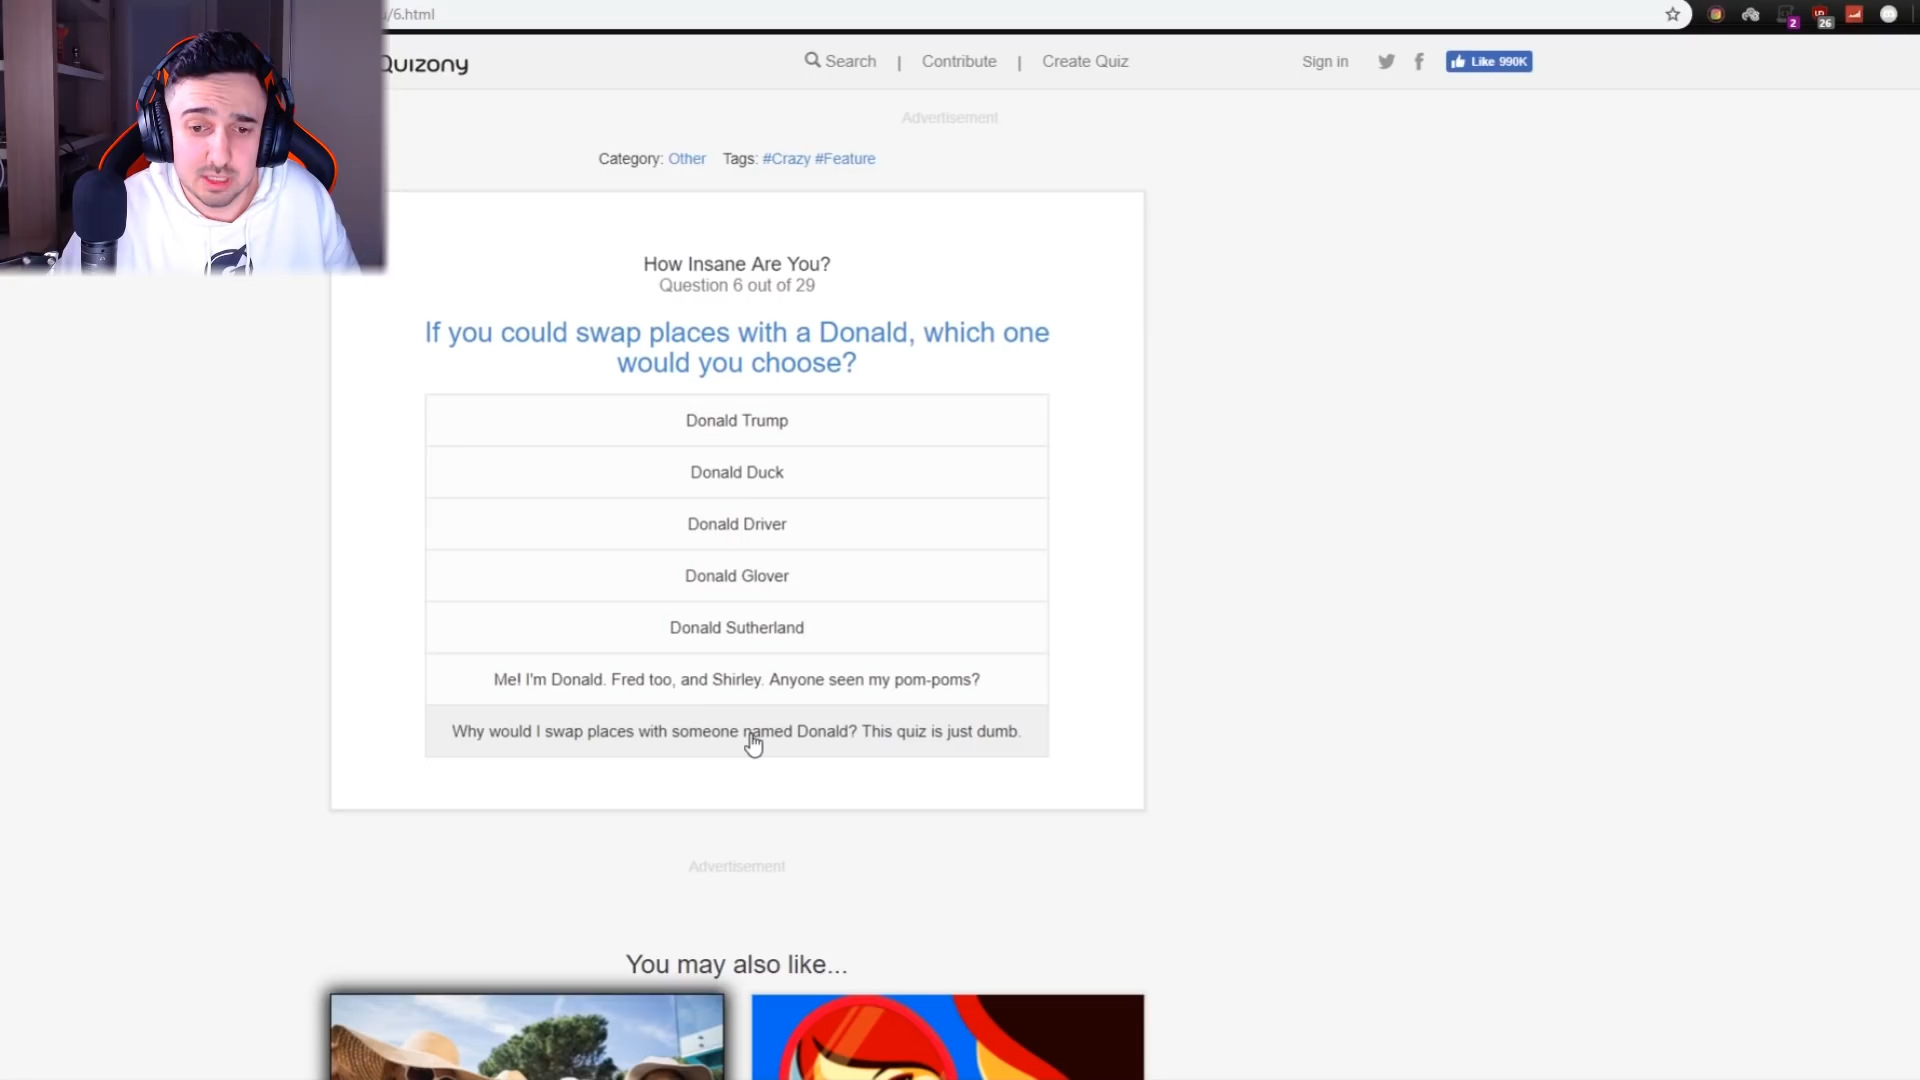 /6.html
2
26
Quizony
Search | Contribute | Create Quiz
Sign in
Like 990K
Advertisement
Category: Other Tags: #Crazy #Feature
How Insane Are You?
Question 6 out of 29
If you could swap places with a Donald, which one
would you choose?
Donald Trump
Donald Duck
Donald Driver
Donald Glover
Donald Sutherland
Me! I'm Donald. Fred too, and Shirley. Anyone seen my pom-poms?
Why would I swap places with someone named Donald? This quiz is just dumb.
Advertisement
You may also like...